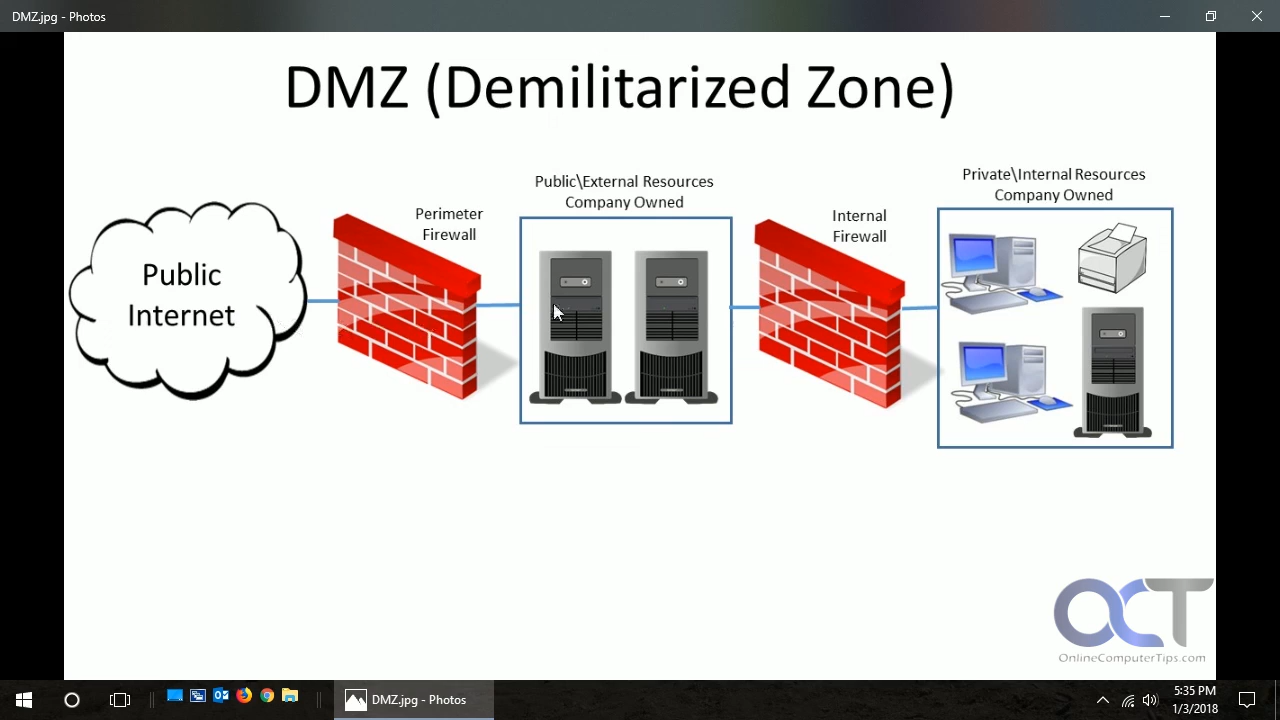 DMZ.jpg - Photos
DMZ (Demilitarized Zone)
Public
Internet
Perimeter
Firewall
Public\External Resources
Company Owned
Internal
Firewall
Private\Internal Resources
Company Owned
OCT
OnlineComputerTips.com
DMZ.jpg - Photos
5:35 PM
1/3/2018